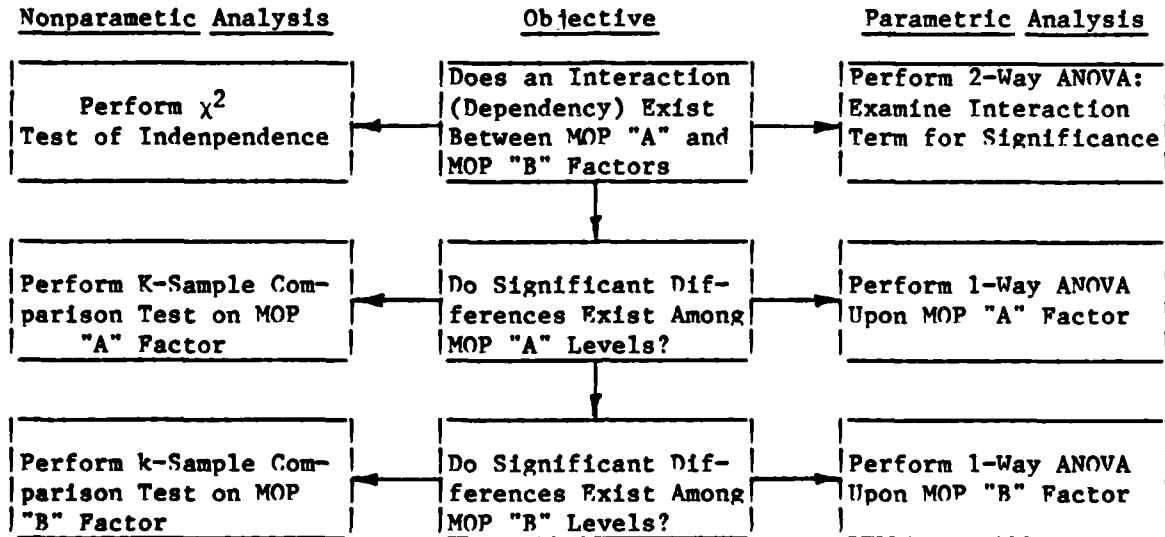 Nonparametic Analysis
Objective
Parametric Analysis
Perform χ²
Test of Indenpendence
Does an Interaction
(Dependency) Exist
Between MOP "A" and
MOP "B" Factors
Perform 2-Way ANOVA:
Examine Interaction
Term for Significance
Perform K-Sample Com-
parison Test on MOP
"A" Factor
Do Significant Dif-
ferences Exist Among
MOP "A" Levels?
Perform 1-Way ANOVA
Upon MOP "A" Factor
Perform k-Sample Com-
parison Test on MOP
"B" Factor
Do Significant Dif-
ferences Exist Among
MOP "B" Levels?
Perform 1-Way ANOVA
Upon MOP "B" Factor